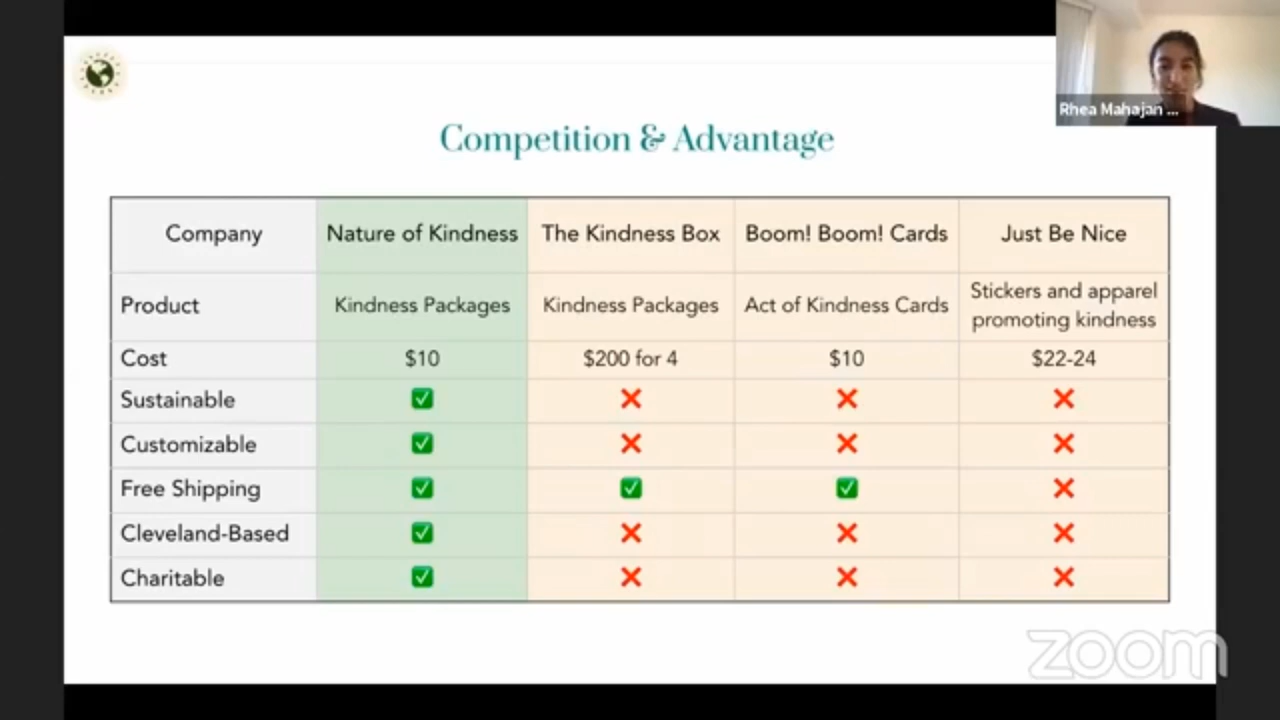 Rhea Mahajan ...
Competition & Advantage
Company Nature of Kindness The Kindness Box Boom! Boom! Cards Just Be Nice
Product Kindness Packages Kindness Packages Act of Kindness Cards Stickers and apparel
promoting kindness
Cost $10 $200 for 4 $10 $22-24
Sustainable ✅ ❌ ❌ ❌
Customizable ✅ ❌ ❌ ❌
Free Shipping ✅ ✅ ✅ ❌
Cleveland-Based ✅ ❌ ❌ ❌
Charitable ✅ ❌ ❌ ❌
zoom